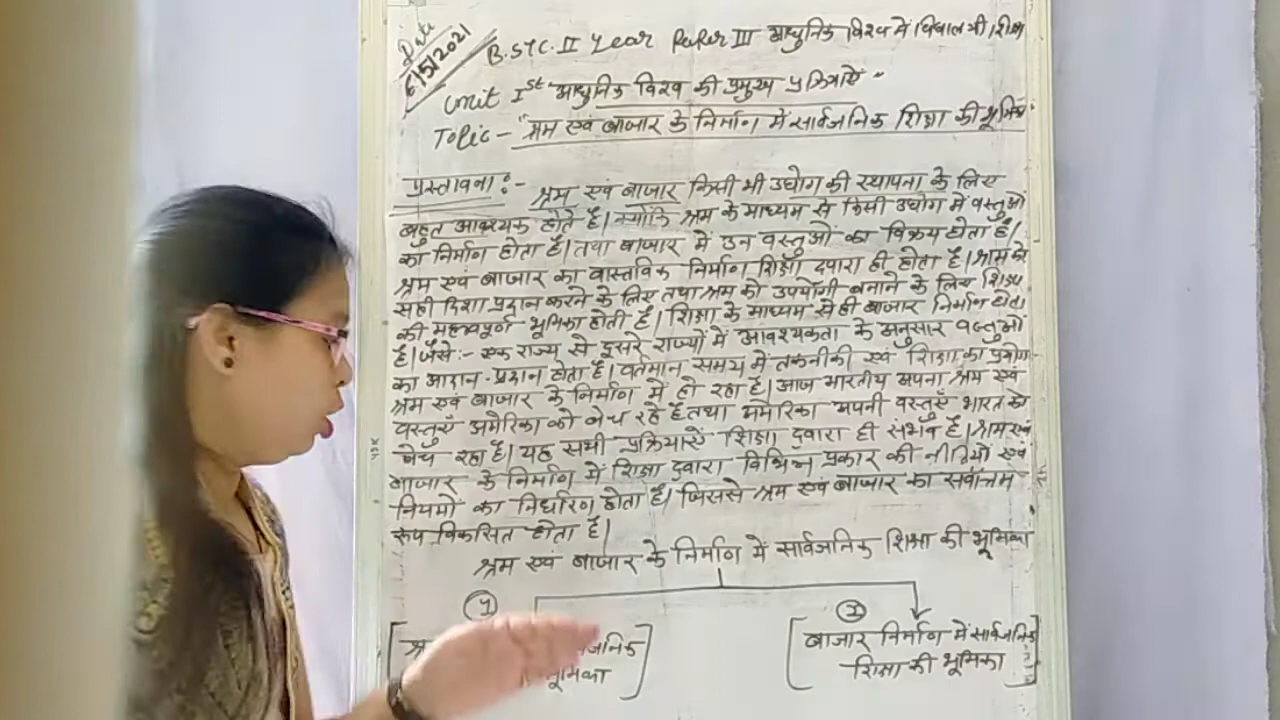 Date
6/5/2021
B.STC. II Year Paper III आधुनिक विश्व में विद्यालयी शिक्षा
Unit Ist "आधुनिक विश्व की प्रमुख प्रक्रियाऐं"
Topic - "श्रम एवं बाजार के निर्माण में सार्वजनिक शिक्षा की भूमिका
प्रस्तावना :- श्रम एवं बाजार किसी भी उद्योग की स्थापना के लिए
बहुत आवश्यक होते है। क्योंकि श्रम के माध्यम से किसी उद्योग में वस्तुओं
का निर्माण होता है। तथा बाजार में उन वस्तुओं का विक्रय होता है।
श्रम एवं बाजार का वास्तविक निर्माण शिक्षा दवारा ही होता है। श्रम को
सही दिशा प्रदान करने के लिए तथा श्रम को उपयोगी बनाने के लिए शिक्षा
की महत्वपूर्ण भूमिका होती है। शिक्षा के माध्यम से ही बाजार निर्माण होता
है। जैसे :- एक राज्य से दूसरे राज्यों में आवश्यकता के अनुसार वस्तुओं
का आदान-प्रदान होता है। वर्तमान समय में तकनीकी एवं शिक्षा का प्रयोग
श्रम एवं बाजार के निर्माण में हो रहा है। आज भारतीय अपना श्रम एवं
वस्तुएँ अमेरिका को बेच रहे है तथा अमेरिका अपनी वस्तुएँ भारत को
बेच रहा है। यह सभी प्रक्रियाऐं शिक्षा दवारा ही संभव है। श्रम एवं
बाजार के निर्माण में शिक्षा दवारा विभिन्न प्रकार की नीतियों एवं
नियमों का निर्धारण होता है। जिससे श्रम एवं बाजार का सर्वोत्तम
रूप विकसित होता है।
श्रम एवं बाजार के निर्माण में सार्वजनिक शिक्षा की भूमिका
बाजार निर्माण में सार्वजनिक
भूमिका
शिक्षा की भूमिका